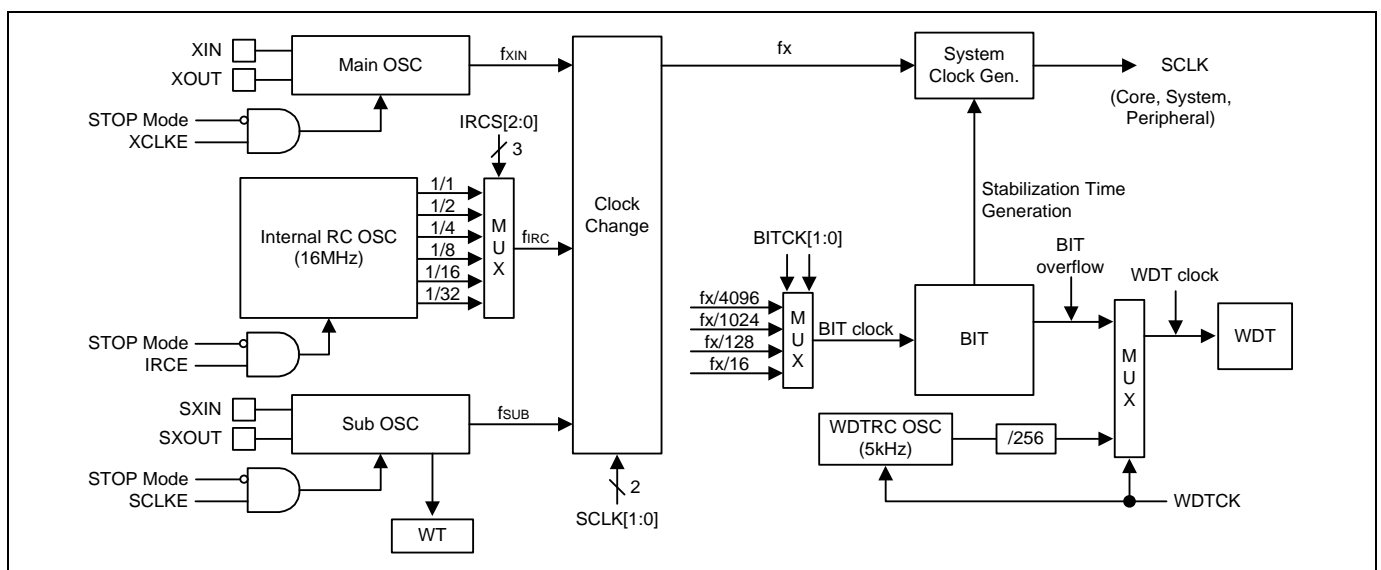 XIN
XOUT
Main OSC
fXIN
STOP Mode
XCLKE
IRCS[2:0]
3
Internal RC OSC
(16MHz)
1/1
1/2
1/4
1/8
1/16
1/32
M
U
X
fIRC
STOP Mode
IRCE
SXIN
SXOUT
Sub OSC
fSUB
STOP Mode
SCLKE
WT
Clock
Change
2
SCLK[1:0]
fx
System
Clock Gen.
SCLK
(Core, System,
Peripheral)
Stabilization Time
Generation
BITCK[1:0]
fx/4096
fx/1024
fx/128
fx/16
M
U
X
BIT clock
BIT
BIT
overflow
WDT clock
M
U
X
WDT
WDTRC OSC
(5kHz)
/256
WDTCK